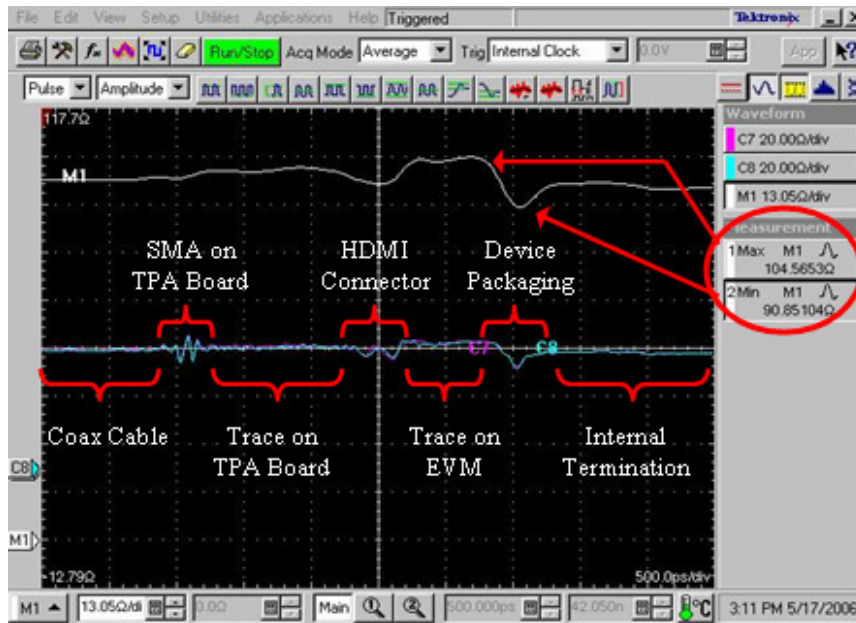 File Edit View Setup Utilities Applications Help Triggered Tektronix
Run/Stop Acq Mode Average Trig Internal Clock 0.0V App
Pulse Amplitude
117.7Ω
M1
Waveform
C7 20.00Ω/div
C8 20.00Ω/div
M1 13.05Ω/div
Measurement
1 Max M1
104.5653Ω
2 Min M1
90.85104Ω
SMA on
TPA Board
HDMI
Connector
Device
Packaging
C7
C8
Coax Cable
Trace on
TPA Board
Trace on
EVM
Internal
Termination
C8
M1
-12.79Ω
500.0ps/div
M1 13.05Ω/di 0.0Ω Main 1 2 500.000ps 42.050n °C 3:11 PM 5/17/2006